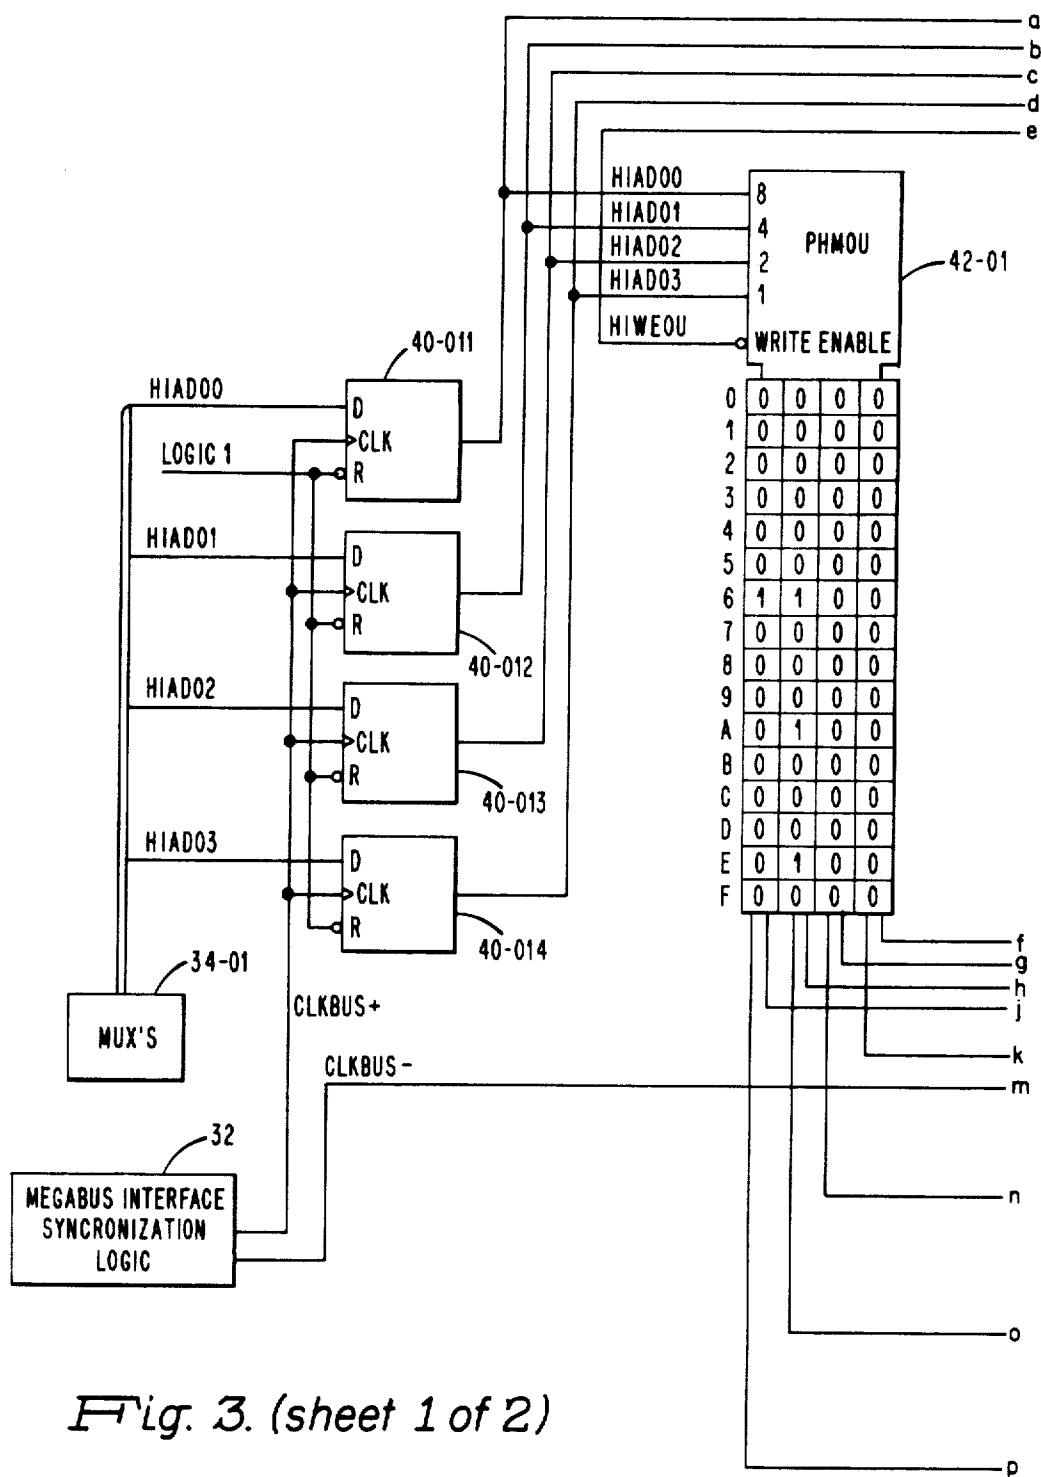 a
b
c
d
e
HIAD00
HIAD01
HIAD02
HIAD03
HIWEOU
8
4
2
1
PHMOU
WRITE ENABLE
42-01
40-011
HIAD00
D
CLK
LOGIC 1
R
HIAD01
D
CLK
R
40-012
HIAD02
D
CLK
R
40-013
HIAD03
D
CLK
R
40-014
0 0 0 0 0
1 0 0 0 0
2 0 0 0 0
3 0 0 0 0
4 0 0 0 0
5 0 0 0 0
6 1 1 0 0
7 0 0 0 0
8 0 0 0 0
9 0 0 0 0
A 0 1 0 0
B 0 0 0 0
C 0 0 0 0
D 0 0 0 0
E 0 1 0 0
F 0 0 0 0
f
g
h
j
k
m
n
o
p
34-01
MUX'S
CLKBUS+
CLKBUS-
32
MEGABUS INTERFACE
SYNCRONIZATION
LOGIC
Fig. 3. (sheet 1 of 2)